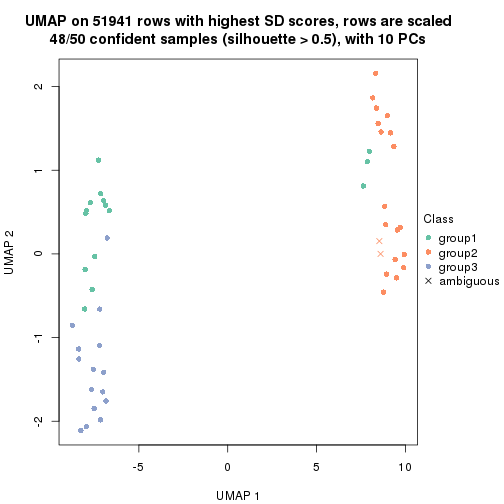 UMAP on 51941 rows with highest SD scores, rows are scaled
48/50 confident samples (silhouette > 0.5), with 10 PCs
2
1
0
-1
-2
UMAP 2
-5
0
5
10
UMAP 1
Class
group1
group2
group3
ambiguous